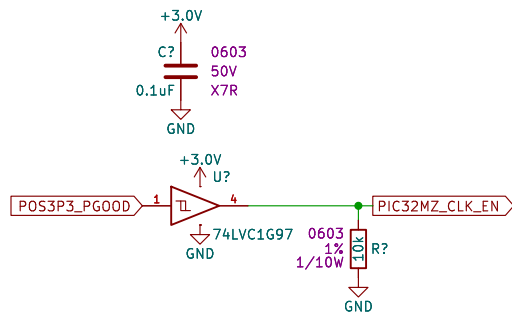 +3.0V
C?
0603
50V
0.1uF
X7R
GND
+3.0V
U?
POS3P3_PGOOD
1
4
PIC32MZ_CLK_EN
74LVC1G97
GND
0603
1%
1/10W
10k
R?
GND